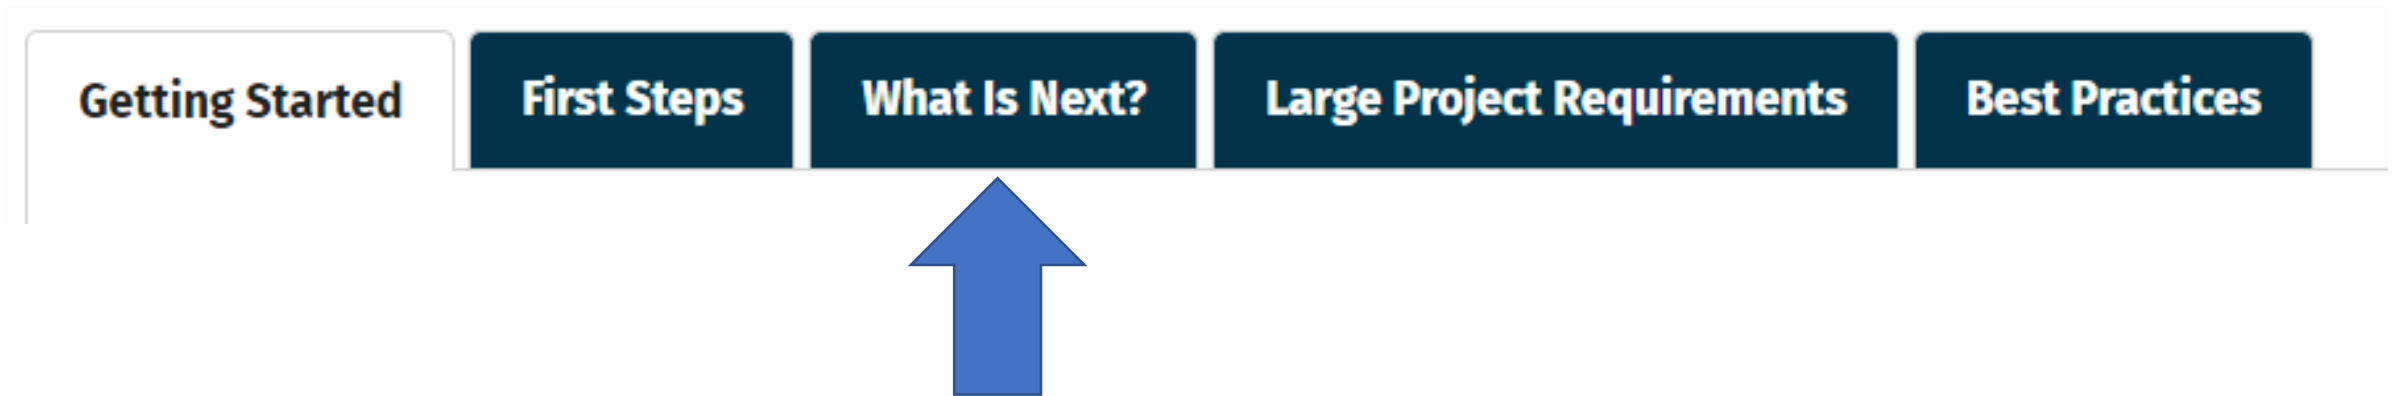 Getting Started First Steps What Is Next? Large Project Requirements Best Practices